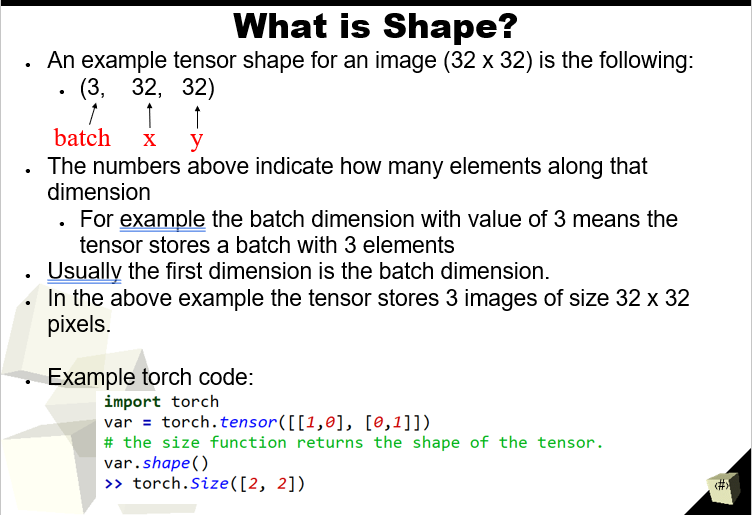 What is Shape?
• An example tensor shape for an image (32 x 32) is the following:
• (3, 32, 32)
batch x y
• The numbers above indicate how many elements along that
dimension
• For example the batch dimension with value of 3 means the
tensor stores a batch with 3 elements
• Usually the first dimension is the batch dimension.
• In the above example the tensor stores 3 images of size 32 x 32
pixels.
• Example torch code:
import torch
var = torch.tensor([[1,0], [0,1]])
# the size function returns the shape of the tensor.
var.shape()
>> torch.Size([2, 2])
‹#›